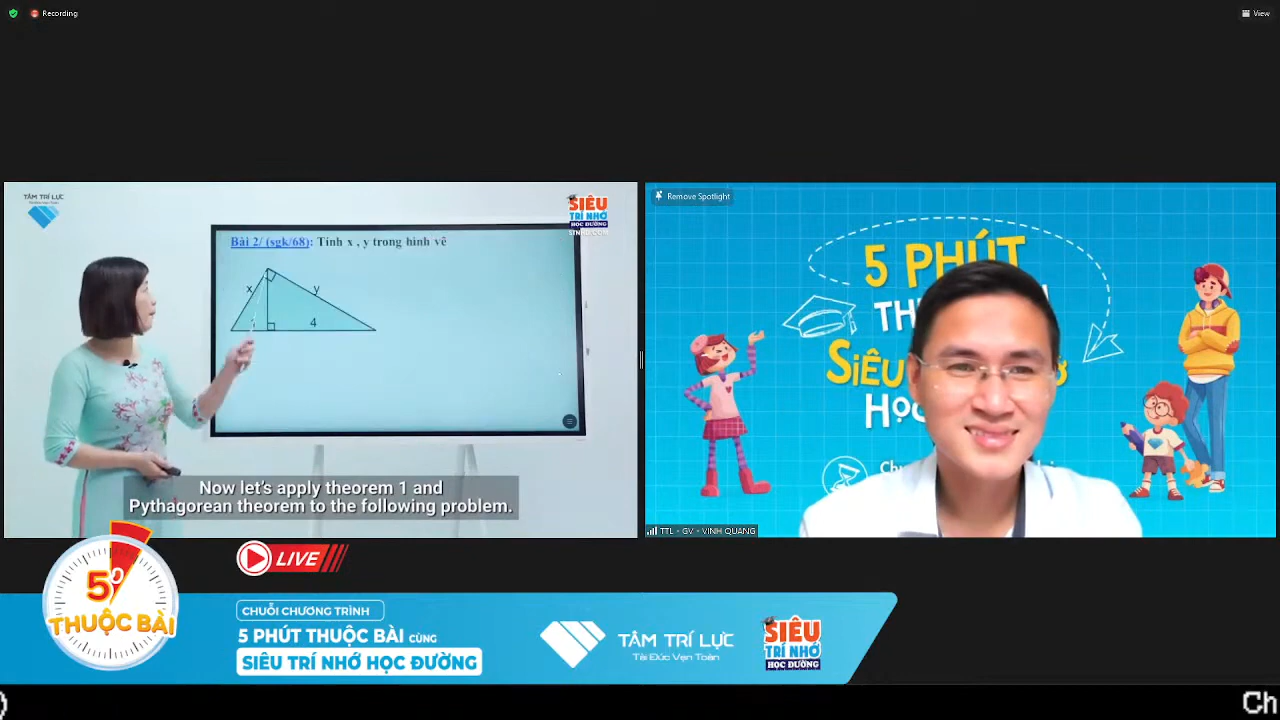 Recording
View
TÂM TRÍ LỰC
SIÊU
TRÍ NHỚ
HỌC ĐƯỜNG
Bài 2/ (sgk/68): Tính x , y trong hình vẽ
x
y
4
Now let's apply theorem 1 and
Pythagorean theorem to the following problem.
Remove Spotlight
5 PHÚT
SIÊU
TTL - GV - VINH QUANG
5'
THUỘC BÀI
LIVE
CHUỖI CHƯƠNG TRÌNH
5 PHÚT THUỘC BÀI CÙNG
SIÊU TRÍ NHỚ HỌC ĐƯỜNG
TÂM TRÍ LỰC
Tài Đức Vẹn Toàn
SIÊU
TRÍ NHỚ
HỌC ĐƯỜNG
Ch